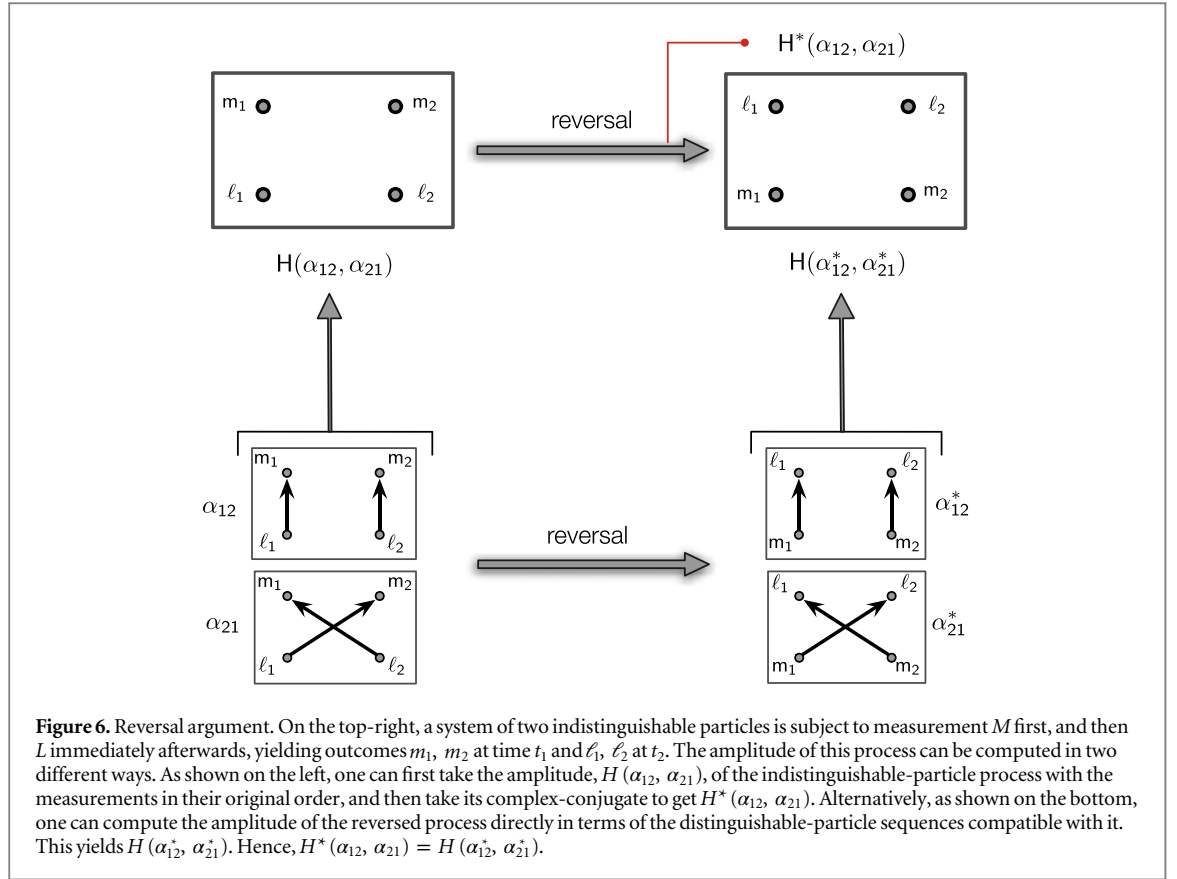 H*(α₁₂, α₂₁)
m₁ m₂ ℓ₁ ℓ₂
reversal
ℓ₁ ℓ₂ m₁ m₂
H(α₁₂, α₂₁) H(α*₁₂, α*₂₁)
m₁ m₂ ℓ₁ ℓ₂
α₁₂ α*₁₂
ℓ₁ ℓ₂ m₁ m₂
reversal
m₁ m₂ ℓ₁ ℓ₂
α₂₁ α*₂₁
ℓ₁ ℓ₂ m₁ m₂
Figure 6. Reversal argument. On the top-right, a system of two indistinguishable particles is subject to measurement M first, and then
L immediately afterwards, yielding outcomes m₁, m₂ at time t₁ and ℓ₁, ℓ₂ at t₂. The amplitude of this process can be computed in two
different ways. As shown on the left, one can first take the amplitude, H (α₁₂, α₂₁), of the indistinguishable-particle process with the
measurements in their original order, and then take its complex-conjugate to get H* (α₁₂, α₂₁). Alternatively, as shown on the bottom,
one can compute the amplitude of the reversed process directly in terms of the distinguishable-particle sequences compatible with it.
This yields H (α*₁₂, α*₂₁). Hence, H* (α₁₂, α₂₁) = H (α*₁₂, α*₂₁).